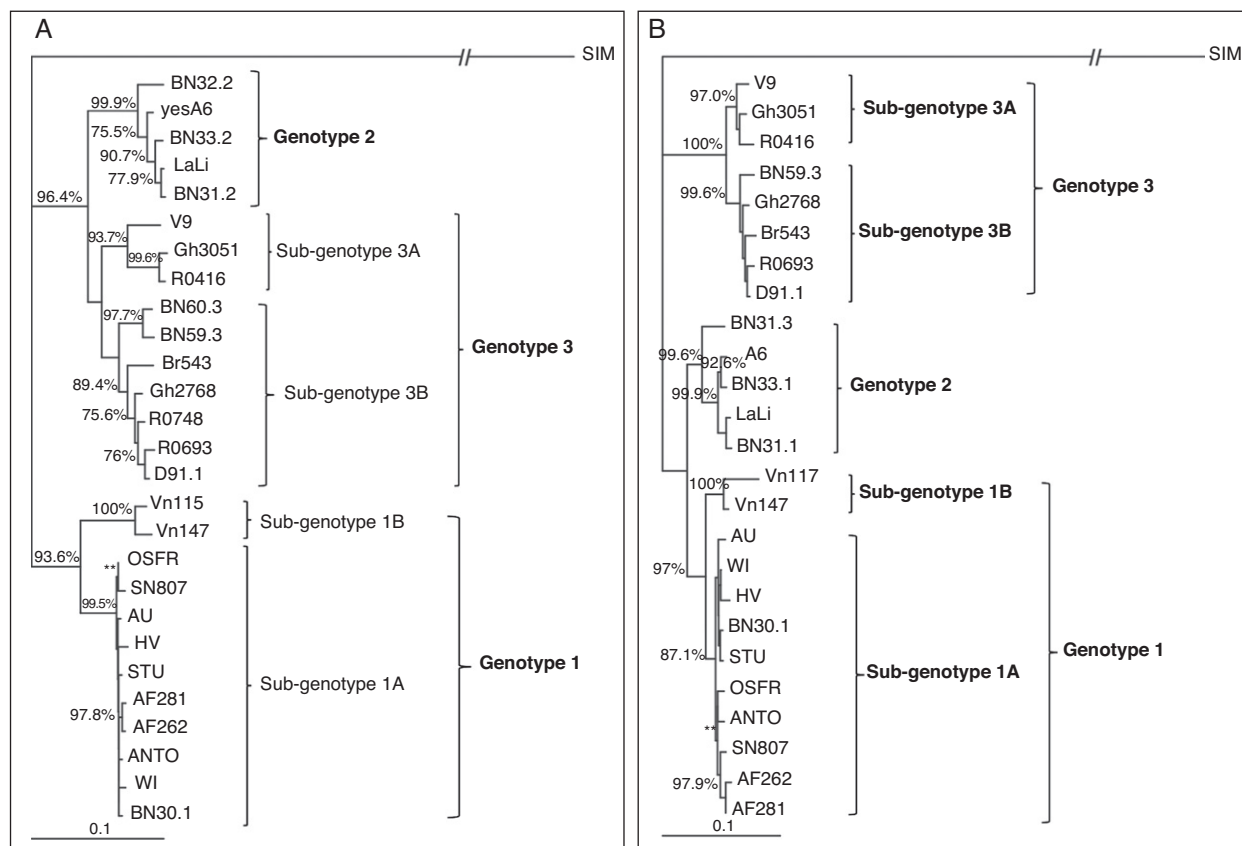 A
SIM
BN32.2
99.9%
yesA6
75.5%
BN33.2
Genotype 2
90.7%
LaLi
77.9%
BN31.2
96.4%
V9
93.7%
Gh3051
Sub-genotype 3A
99.6%
R0416
BN60.3
97.7%
BN59.3
Genotype 3
Br543
89.4%
Gh2768
Sub-genotype 3B
75.6%
R0748
R0693
76%
D91.1
Vn115
100%
Sub-genotype 1B
Vn147
93.6%
OSFR
**
SN807
99.5%
AU
HV
Genotype 1
STU
Sub-genotype 1A
AF281
97.8%
AF262
ANTO
WI
BN30.1
0.1
B
SIM
V9
97.0%
Sub-genotype 3A
Gh3051
100%
R0416
BN59.3
99.6%
Genotype 3
Gh2768
Sub-genotype 3B
Br543
R0693
D91.1
BN31.3
99.6%
A6
92.6%
BN33.1
Genotype 2
99.9%
LaLi
BN31.1
Vn117
100%
Sub-genotype 1B
Vn147
AU
97%
WI
HV
BN30.1
87.1%
STU
Genotype 1
Sub-genotype 1A
OSFR
ANTO
**
SN807
97.9%
AF262
AF281
0.1